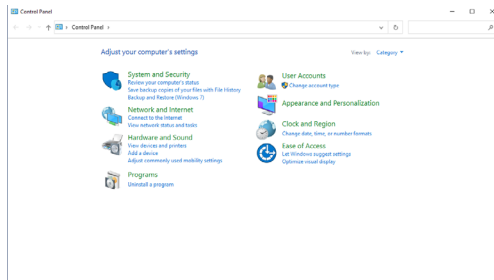 Control Panel
Control Panel
Adjust your computer's settings
View by: Category
System and Security
Review your computer's status
Save backup copies of your files with File History
Backup and Restore (Windows 7)
Network and Internet
Connect to the Internet
View network status and tasks
Hardware and Sound
View devices and printers
Add a device
Adjust commonly used mobility settings
Programs
Uninstall a program
User Accounts
Change account type
Appearance and Personalization
Clock and Region
Change date, time, or number formats
Ease of Access
Let Windows suggest settings
Optimize visual display